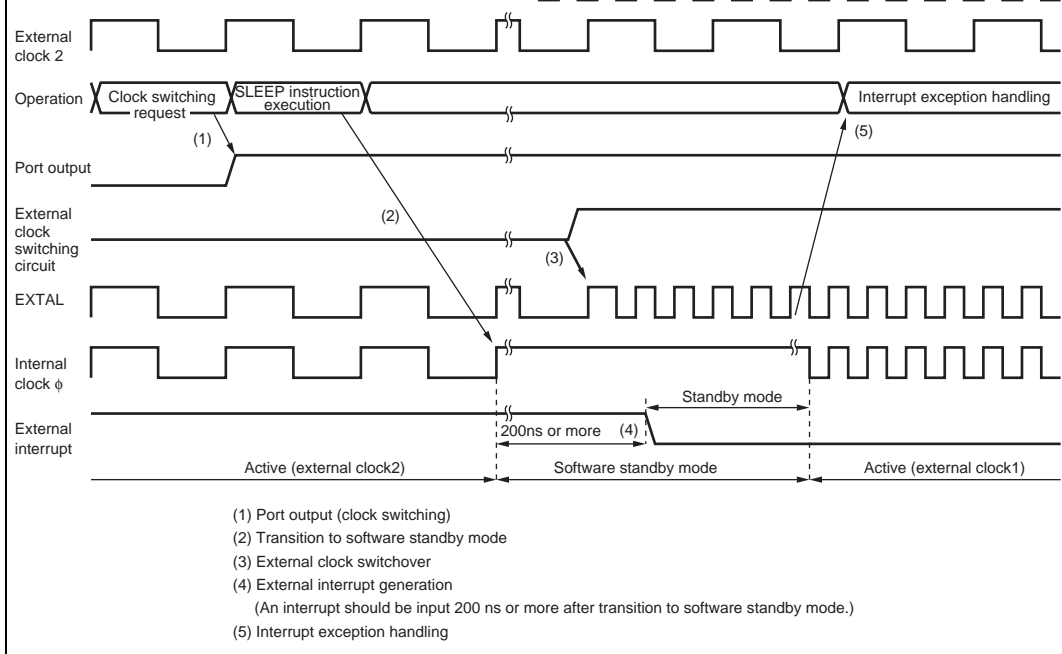 External
clock 2
Operation
Clock switching
request
SLEEP instruction
execution
Interrupt exception handling
(1)
(5)
Port output
(2)
External
clock
switching
circuit
(3)
EXTAL
Internal
clock φ
Standby mode
External
interrupt
200ns or more
(4)
Active (external clock2)
Software standby mode
Active (external clock1)
(1) Port output (clock switching)
(2) Transition to software standby mode
(3) External clock switchover
(4) External interrupt generation
(An interrupt should be input 200 ns or more after transition to software standby mode.)
(5) Interrupt exception handling